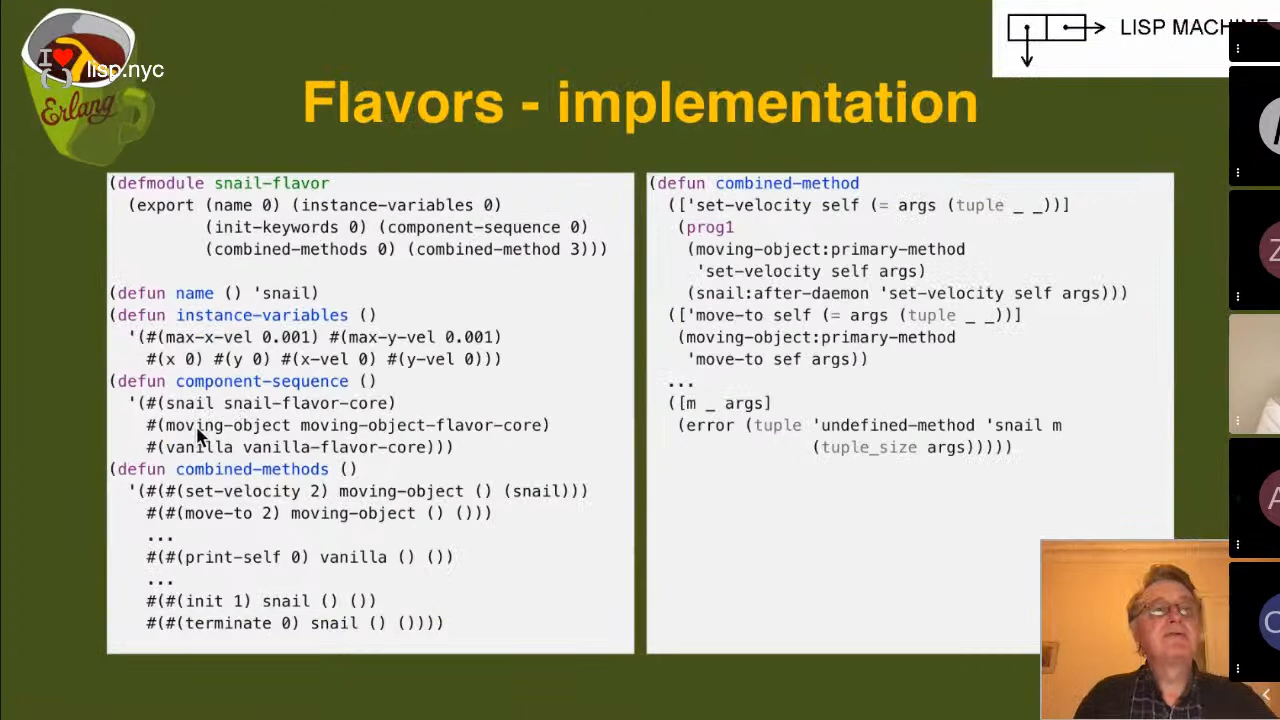 I ♥
( )
lisp.nyc
Erlang
LISP MACHINE
Flavors - implementation
(defmodule snail-flavor
(export (name 0) (instance-variables 0)
(init-keywords 0) (component-sequence 0)
(combined-methods 0) (combined-method 3)))
(defun name () 'snail)
(defun instance-variables ()
'(#(max-x-vel 0.001) #(max-y-vel 0.001)
#(x 0) #(y 0) #(x-vel 0) #(y-vel 0)))
(defun component-sequence ()
'(#(snail snail-flavor-core)
#(moving-object moving-object-flavor-core)
#(vanilla vanilla-flavor-core)))
(defun combined-methods ()
'(#(#(set-velocity 2) moving-object () (snail)))
#(#(move-to 2) moving-object () ()))
...
#(#(print-self 0) vanilla () ())
...
#(#(init 1) snail () ())
#(#(terminate 0) snail () ())))
(defun combined-method
(['set-velocity self (= args (tuple _ _))]
(prog1
(moving-object:primary-method
'set-velocity self args)
(snail:after-daemon 'set-velocity self args)))
(['move-to self (= args (tuple _ _))]
(moving-object:primary-method
'move-to sef args))
...
([m _ args]
(error (tuple 'undefined-method 'snail m
(tuple_size args)))))
Z
A